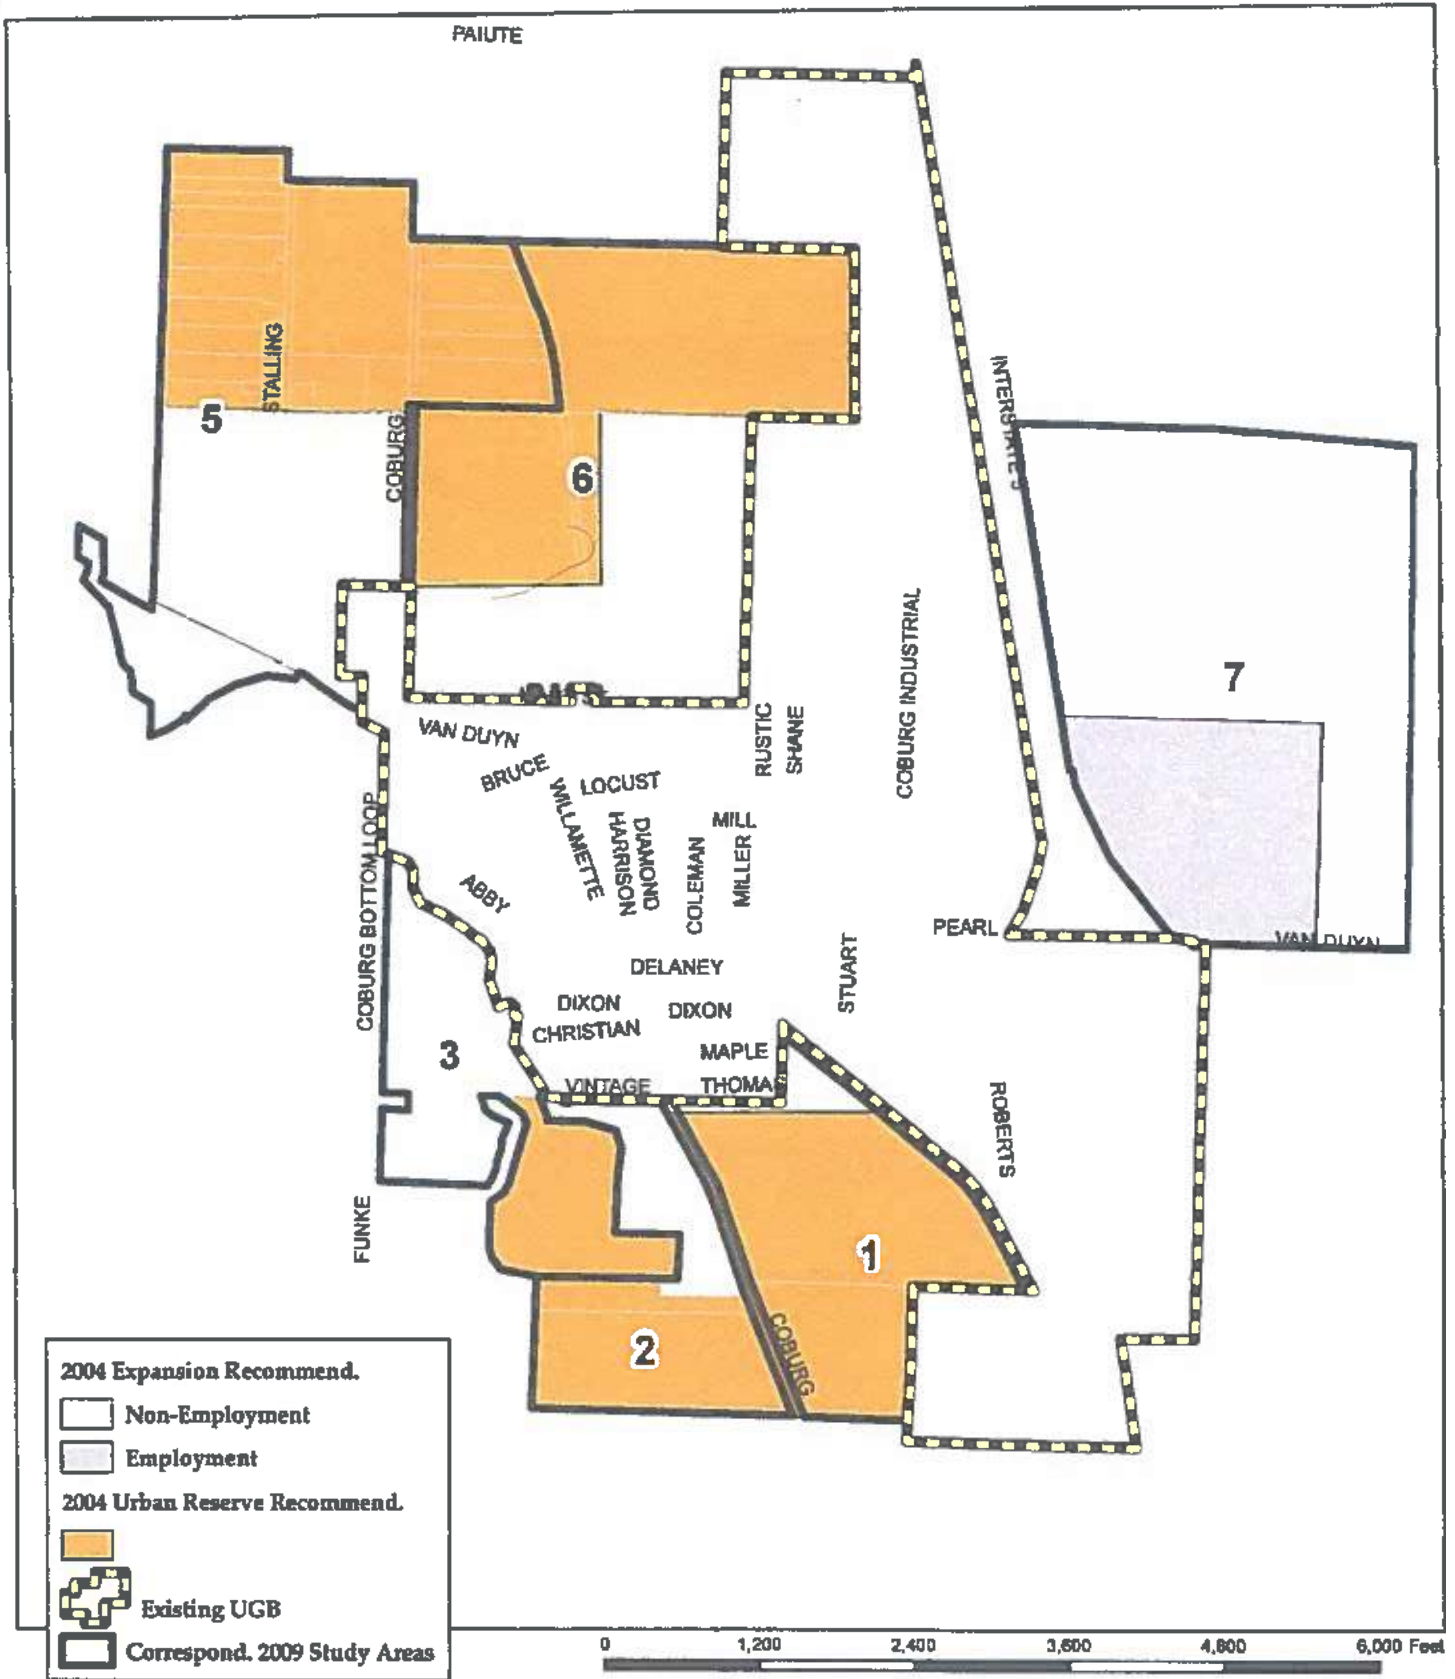 PAIUTE
INTERSTATE 5
STALLING
5
COBURG
6
COBURG INDUSTRIAL
7
VAN DUYN
RUSTIC
SHANE
BRUCE
LOCUST
WILLAMETTE
HARRISON
DIAMOND
MILL
MILLER
COLEMAN
COBURG BOTTOM LOOP
ABBY
PEARL
VAN DUYN
STUART
DELANEY
DIXON
DIXON
CHRISTIAN
3
MAPLE
VINTAGE
THOMAS
ROBERTS
FUNKE
1
2
COBURG
2004 Expansion Recommend.
Non-Employment
Employment
2004 Urban Reserve Recommend.
Existing UGB
Correspond. 2009 Study Areas
0 1,200 2,400 3,600 4,800 6,000 Feet